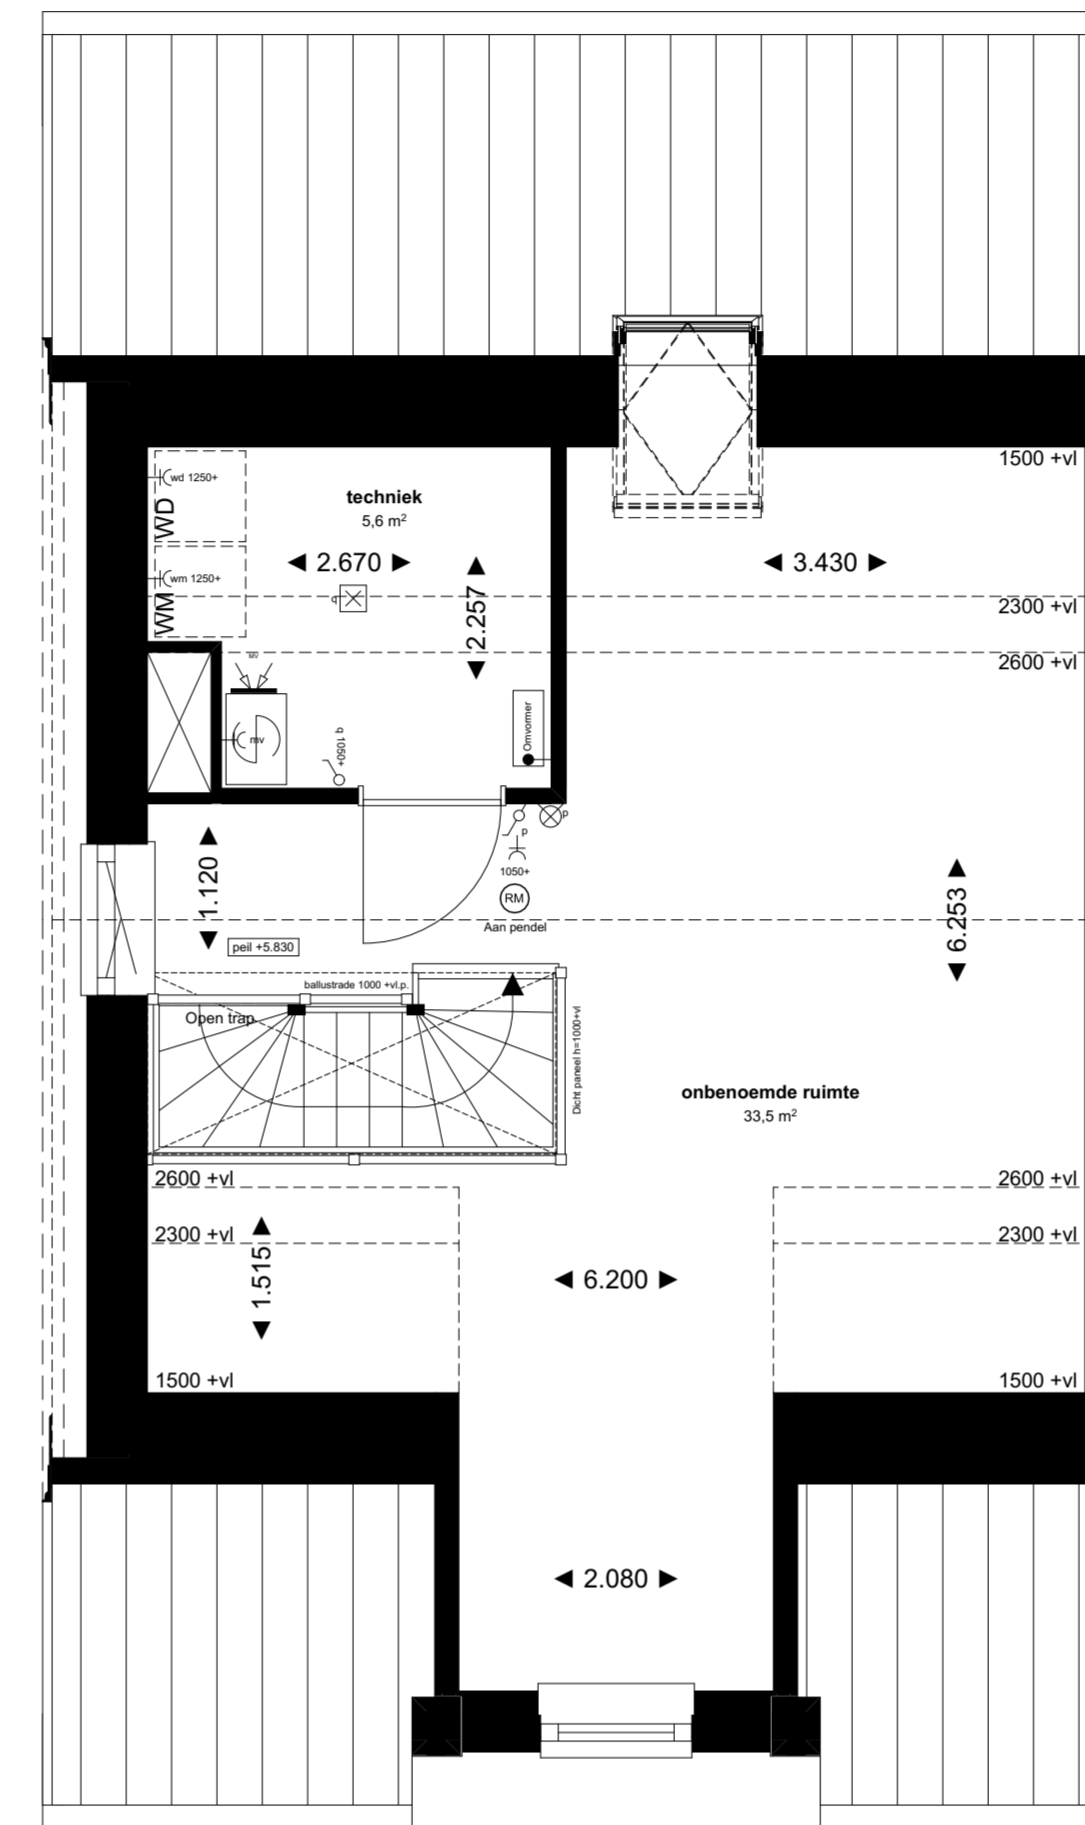 1500 +vl
wd 1250+
WD
techniek
5,6 m²
2.670
3.430
wm 1250+
WM
q
2.257
2300 +vl
2600 +vl
MV
mv
q 1050+
Omvormer
p
p
1050+
RM
Aan pendel
1.120
peil +5.830
6.253
ballustrade 1000 +vl.p.
Open trap
Dicht paneel h=1000+vl
onbenoemde ruimte
33,5 m²
2600 +vl
2600 +vl
2300 +vl
2300 +vl
1.515
6.200
1500 +vl
1500 +vl
2.080